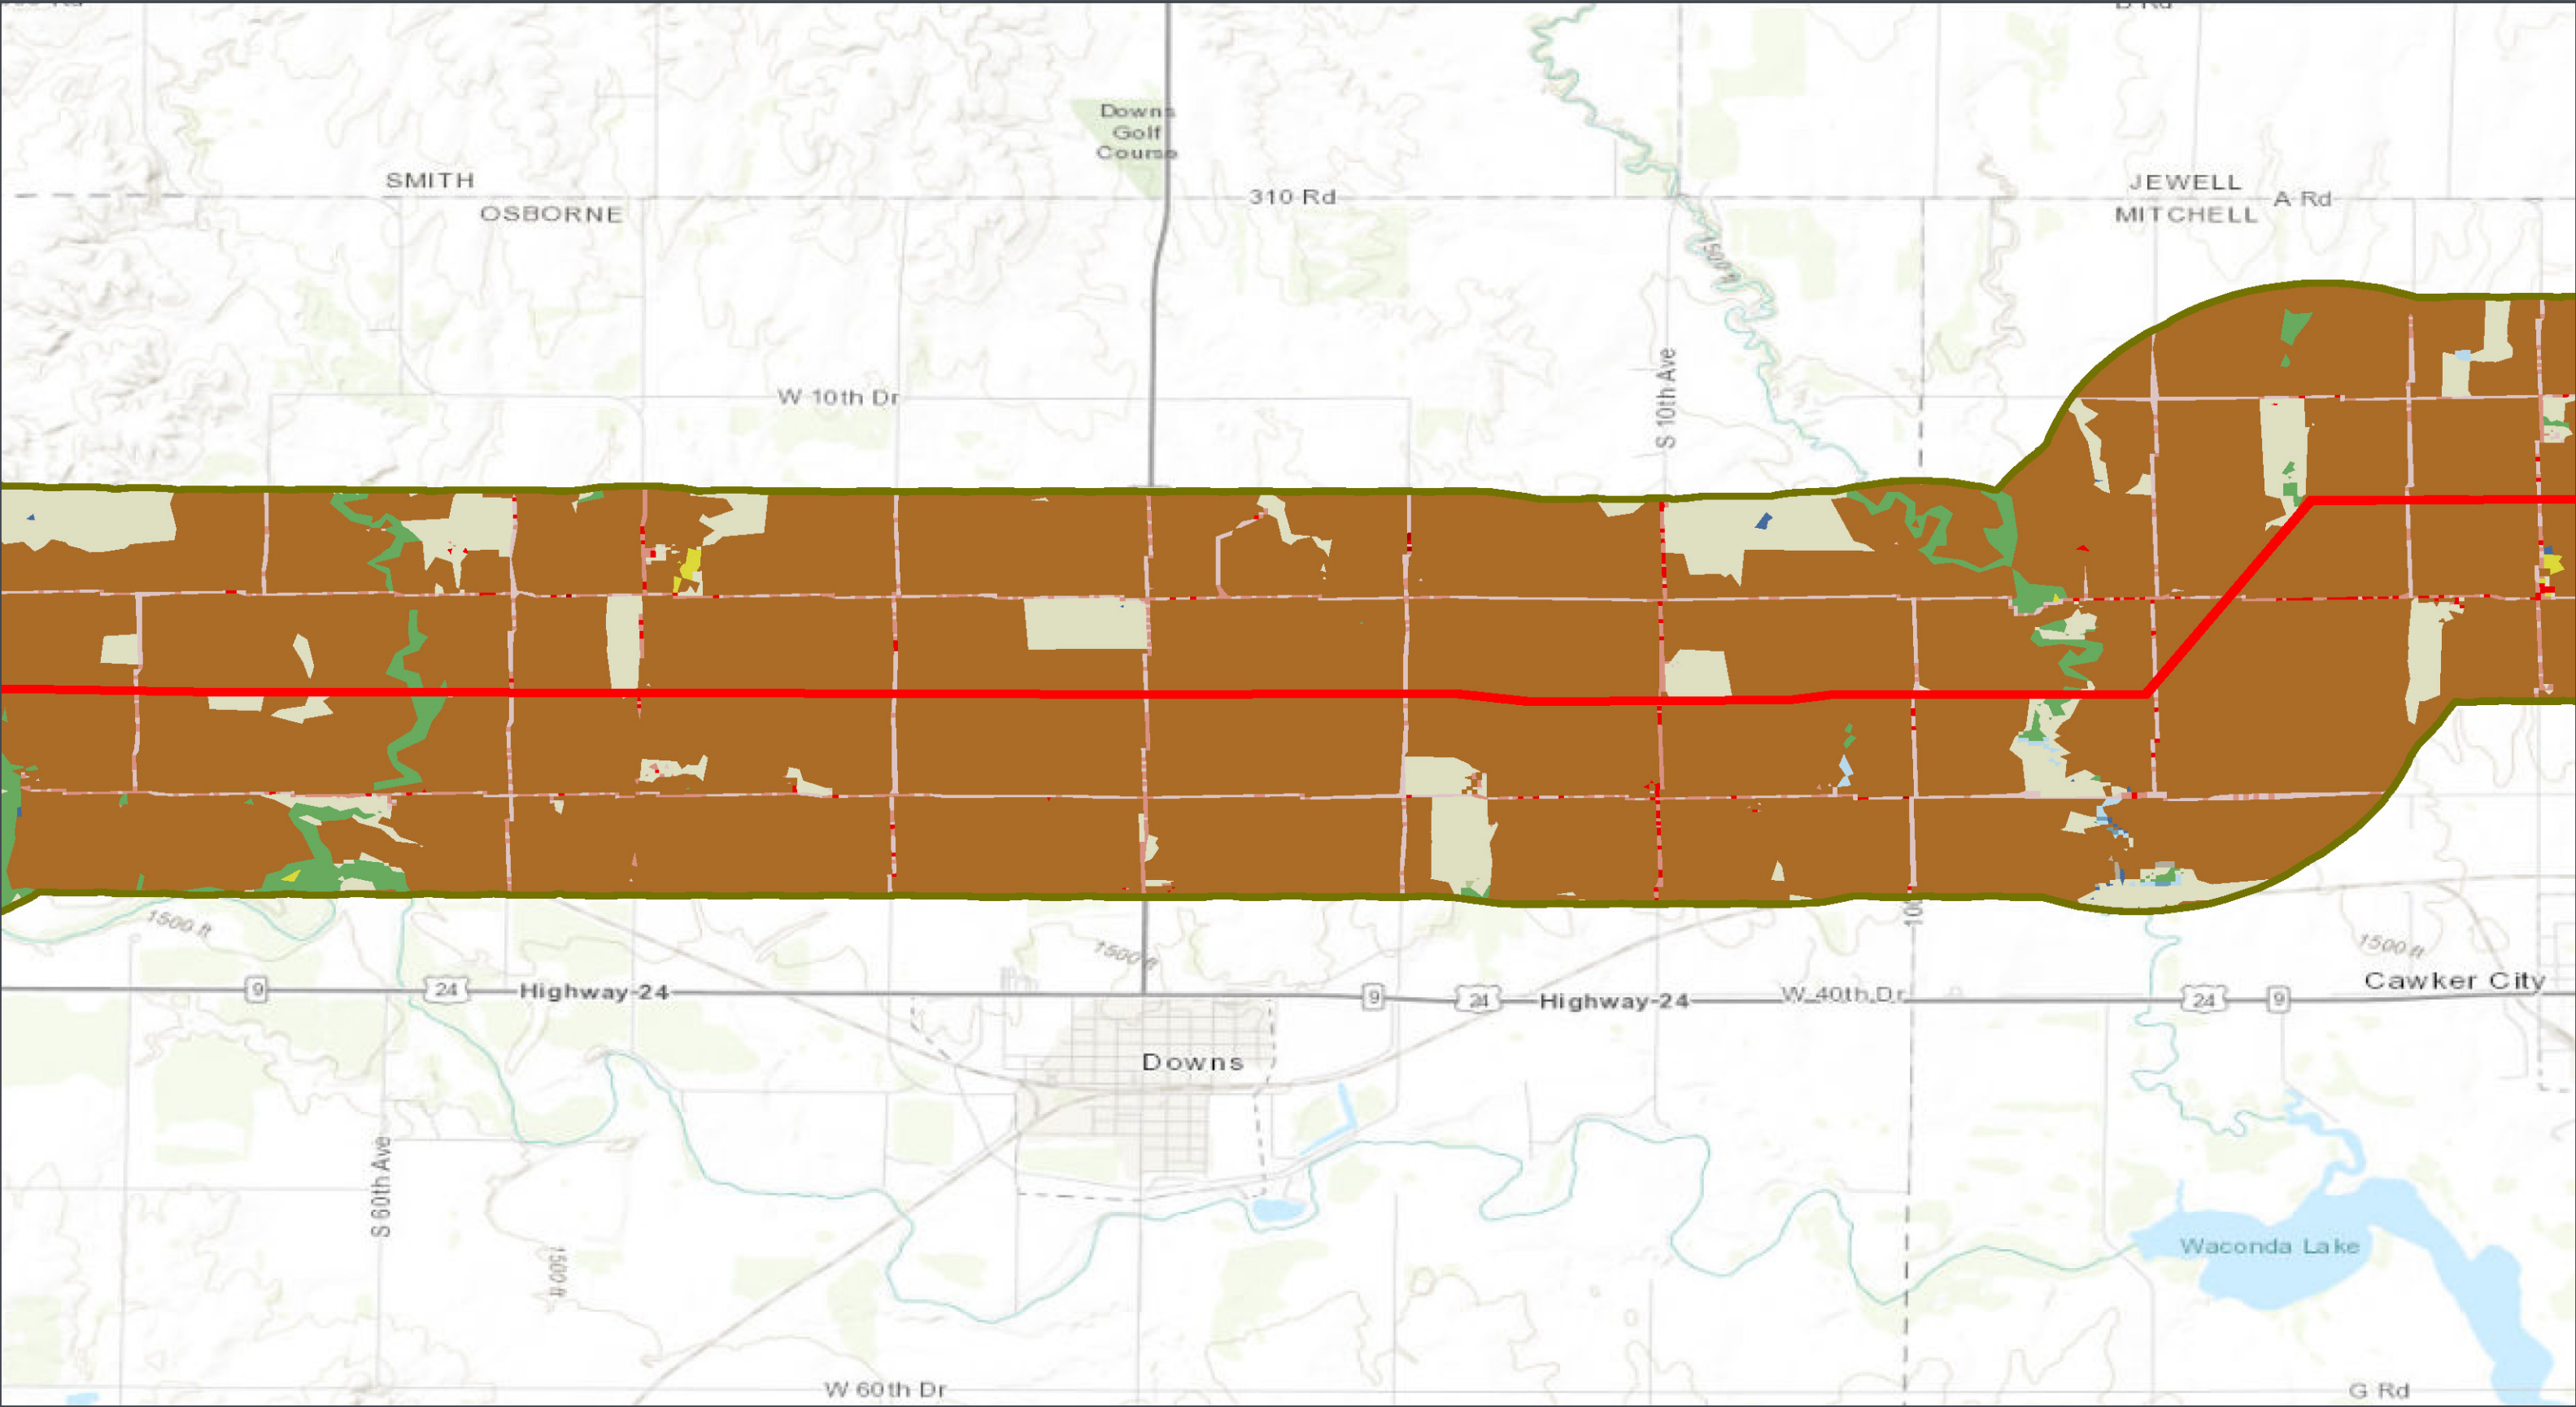 Downs
Golf
Course
SMITH
OSBORNE
310 Rd
JEWELL
MITCHELL
A Rd
1500 ft
W 10th Dr
S 10th Ave
1500 ft
1500 ft
1500 ft
9
24
Highway-24
9
24
Highway-24
W 40th Dr
24
9
Cawker City
Downs
S 60th Ave
1500 ft
Waconda Lake
W 60th Dr
G Rd